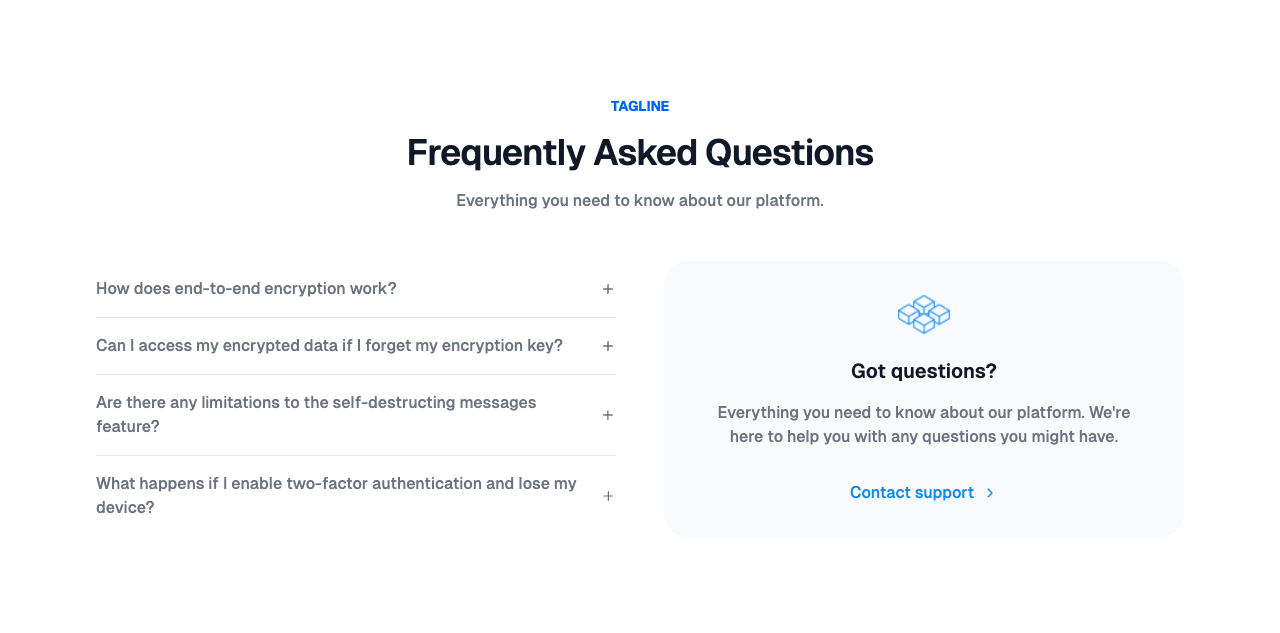 TAGLINE
Frequently Asked Questions
Everything you need to know about our platform.
How does end-to-end encryption work?
Can I access my encrypted data if I forget my encryption key?
Are there any limitations to the self-destructing messages
feature?
What happens if I enable two-factor authentication and lose my
device?
Got questions?
Everything you need to know about our platform. We're
here to help you with any questions you might have.
Contact support